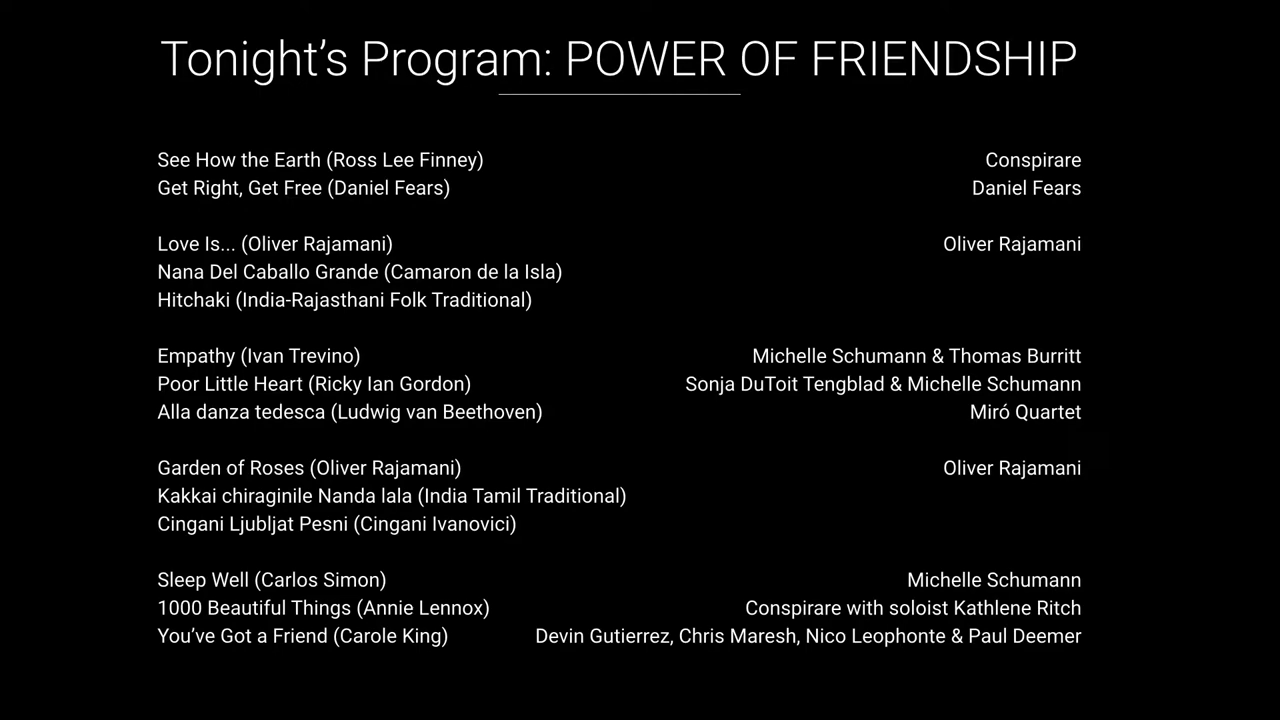 Tonight's Program: POWER OF FRIENDSHIP
See How the Earth (Ross Lee Finney) Conspirare
Get Right, Get Free (Daniel Fears) Daniel Fears
Love Is... (Oliver Rajamani) Oliver Rajamani
Nana Del Caballo Grande (Camaron de la Isla)
Hitchaki (India-Rajasthani Folk Traditional)
Empathy (Ivan Trevino) Michelle Schumann & Thomas Burritt
Poor Little Heart (Ricky Ian Gordon) Sonja DuToit Tengblad & Michelle Schumann
Alla danza tedesca (Ludwig van Beethoven) Miró Quartet
Garden of Roses (Oliver Rajamani) Oliver Rajamani
Kakkai chiraginile Nanda lala (India Tamil Traditional)
Cingani Ljubljat Pesni (Cingani Ivanovici)
Sleep Well (Carlos Simon) Michelle Schumann
1000 Beautiful Things (Annie Lennox) Conspirare with soloist Kathlene Ritch
You've Got a Friend (Carole King) Devin Gutierrez, Chris Maresh, Nico Leophonte & Paul Deemer